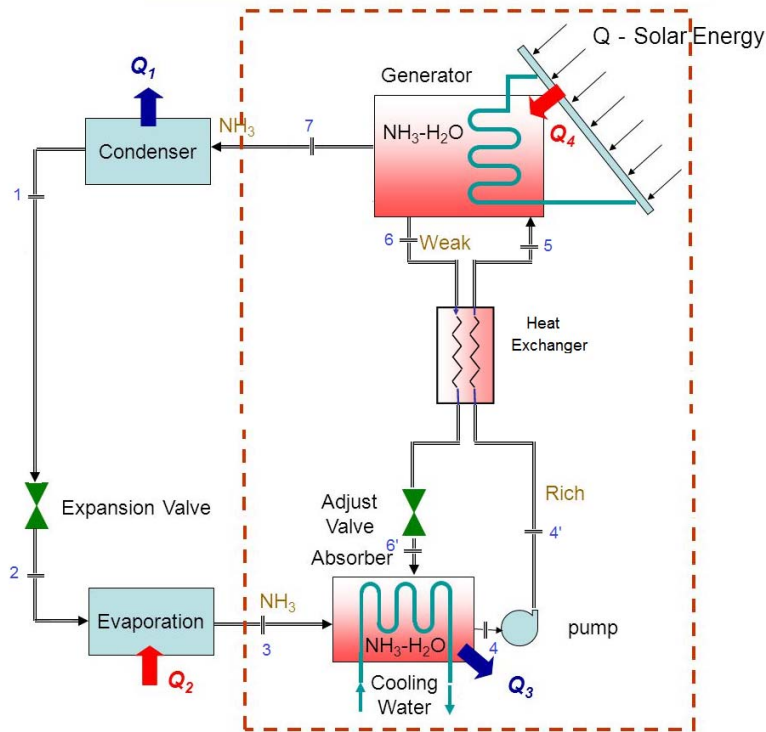 Q - Solar Energy
Q1
Generator
Q4
NH3
7
NH3-H2O
Condenser
1
6
Weak
5
Heat
Exchanger
Expansion Valve
Adjust
Valve
Rich
4'
6'
Absorber
2
NH3
Evaporation
3
NH3-H2O
4
pump
Q2
Cooling
Water
Q3